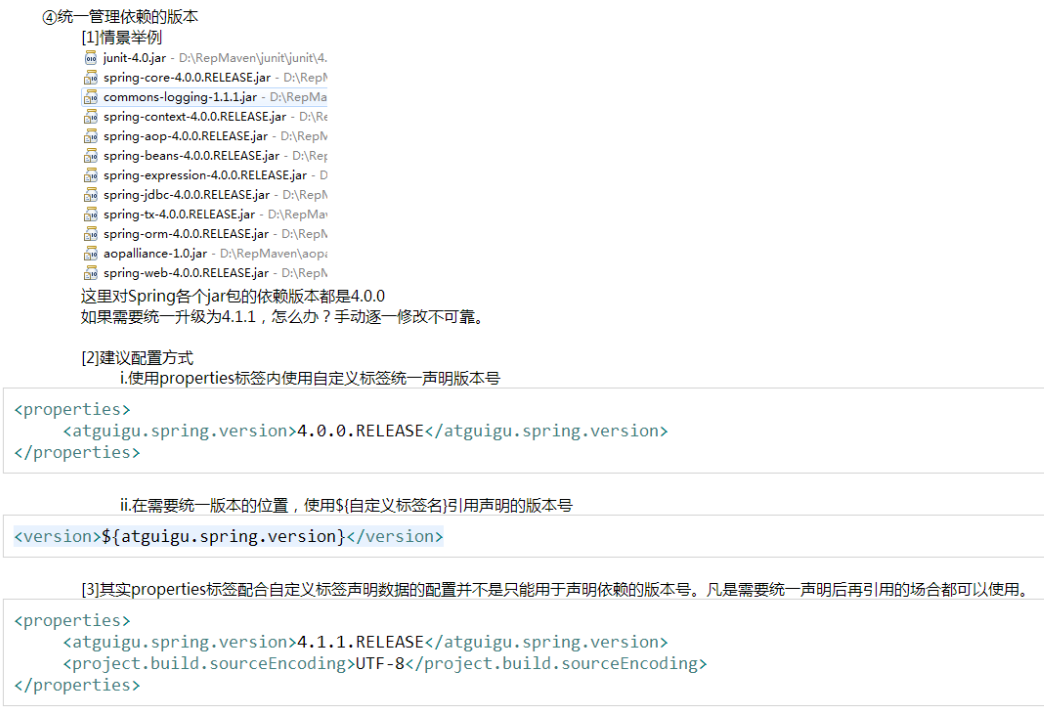 ④统一管理依赖的版本
[1]情景举例
junit-4.0.jar - D:\RepMaven\junit\junit\4.
spring-core-4.0.0.RELEASE.jar - D:\RepM
commons-logging-1.1.1.jar - D:\RepMa
spring-context-4.0.0.RELEASE.jar - D:\Re
spring-aop-4.0.0.RELEASE.jar - D:\RepM
spring-beans-4.0.0.RELEASE.jar - D:\Rep
spring-expression-4.0.0.RELEASE.jar - D
spring-jdbc-4.0.0.RELEASE.jar - D:\RepM
spring-tx-4.0.0.RELEASE.jar - D:\RepMav
spring-orm-4.0.0.RELEASE.jar - D:\RepM
aopalliance-1.0.jar - D:\RepMaven\aopa
spring-web-4.0.0.RELEASE.jar - D:\RepM
这里对Spring各个jar包的依赖版本都是4.0.0
如果需要统一升级为4.1.1，怎么办？手动逐一修改不可靠。
[2]建议配置方式
i.使用properties标签内使用自定义标签统一声明版本号
<properties>
<atguigu.spring.version>4.0.0.RELEASE</atguigu.spring.version>
</properties>
ii.在需要统一版本的位置，使用${自定义标签名}引用声明的版本号
<version>${atguigu.spring.version}</version>
[3]其实properties标签配合自定义标签声明数据的配置并不是只能用于声明依赖的版本号。凡是需要统一声明后再引用的场合都可以使用。
<properties>
<atguigu.spring.version>4.1.1.RELEASE</atguigu.spring.version>
<project.build.sourceEncoding>UTF-8</project.build.sourceEncoding>
</properties>